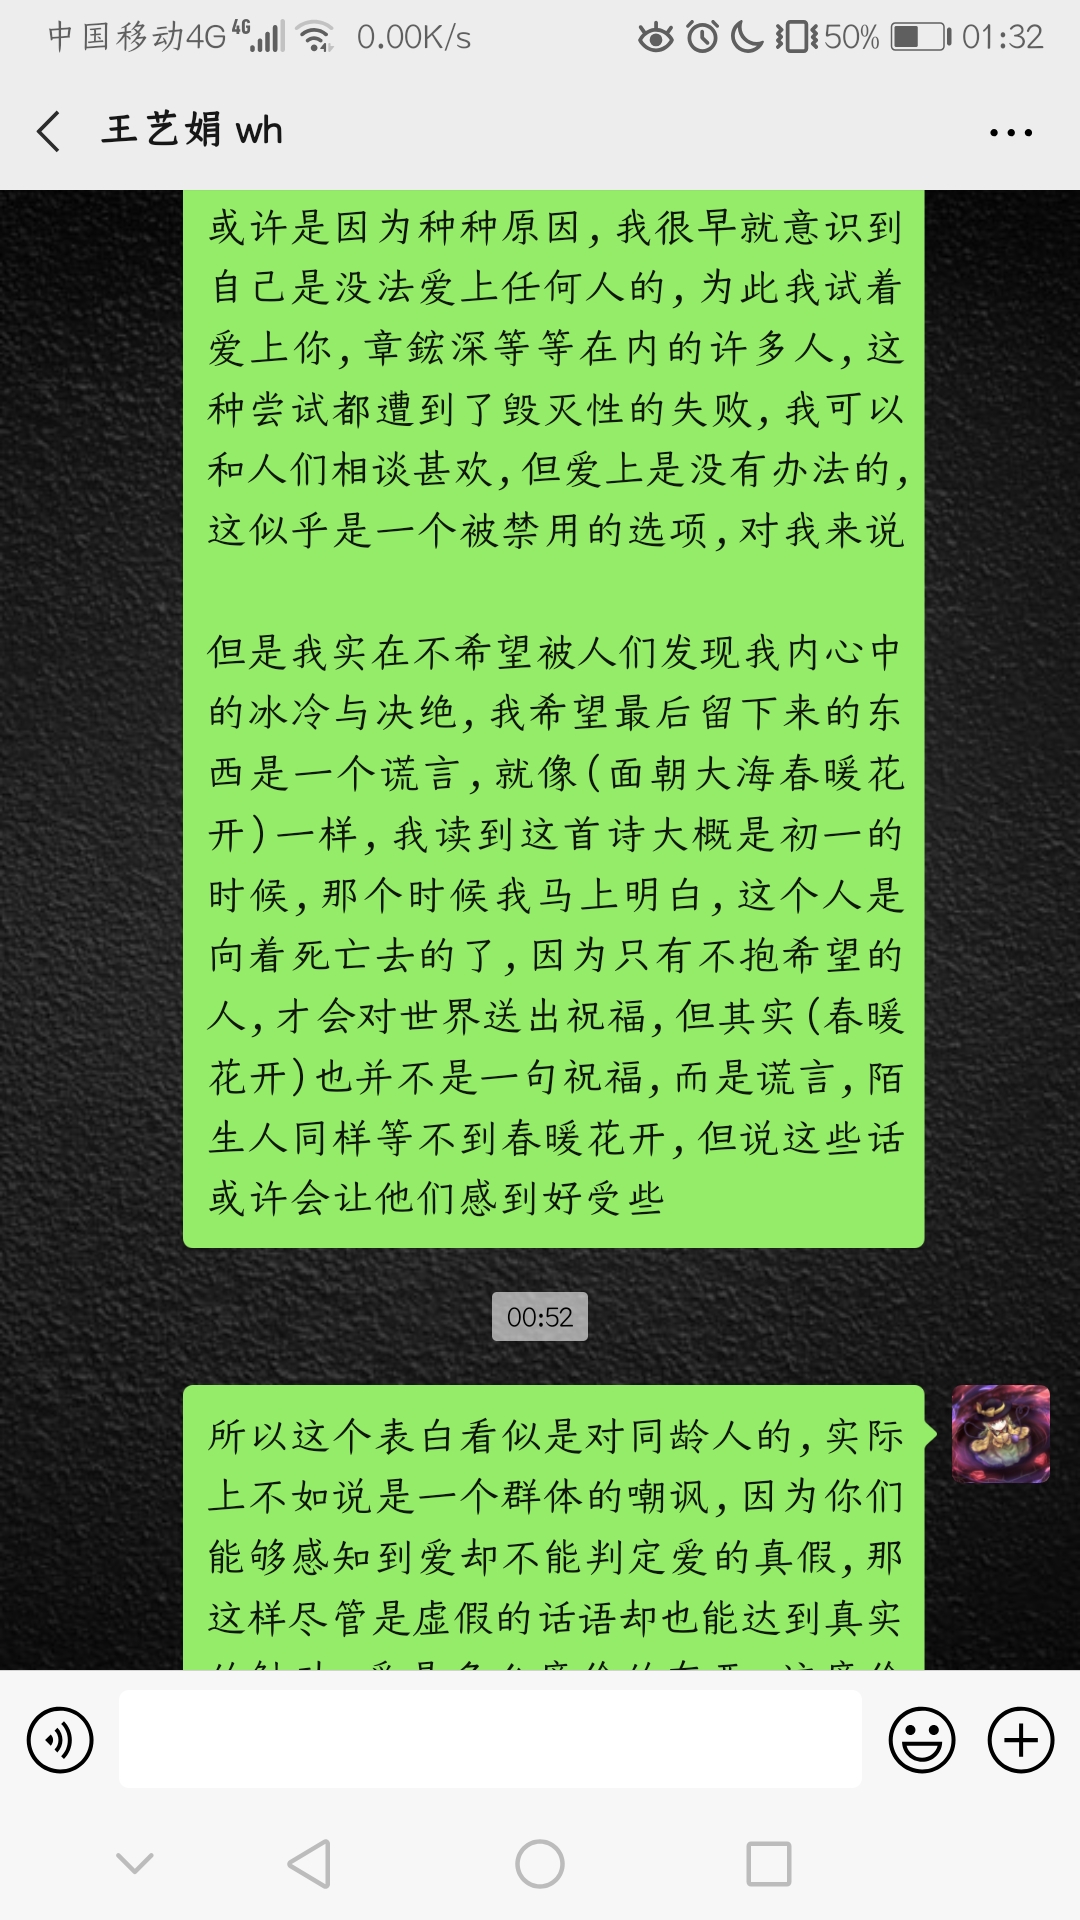 中国移动4G 4G 0.00K/s 50% 01:32
王艺娟 wh
或许是因为种种原因,我很早就意识到
自己是没法爱上任何人的,为此我试着
爱上你,章鋐深等等在内的许多人,这
种尝试都遭到了毁灭性的失败,我可以
和人们相谈甚欢,但爱上是没有办法的,
这似乎是一个被禁用的选项,对我来说
但是我实在不希望被人们发现我内心中
的冰冷与决绝,我希望最后留下来的东
西是一个谎言,就像(面朝大海春暖花
开)一样,我读到这首诗大概是初一的
时候,那个时候我马上明白,这个人是
向着死亡去的了,因为只有不抱希望的
人,才会对世界送出祝福,但其实(春暖
花开)也并不是一句祝福,而是谎言,陌
生人同样等不到春暖花开,但说这些话
或许会让他们感到好受些
00:52
所以这个表白看似是对同龄人的,实际
上不如说是一个群体的嘲讽,因为你们
能够感知到爱却不能判定爱的真假,那
这样尽管是虚假的话语却也能达到真实